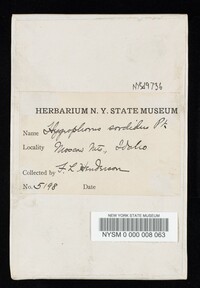 NYS19736
HERBARIUM N. Y. STATE MUSEUM
Name Hygrophorus sordidus Pk
Locality Moscow Mts., Idaho
Collected by F. L. Henderson
No. 5198 Date
NEW YORK STATE MUSEUM
NYSM 0 000 008 063